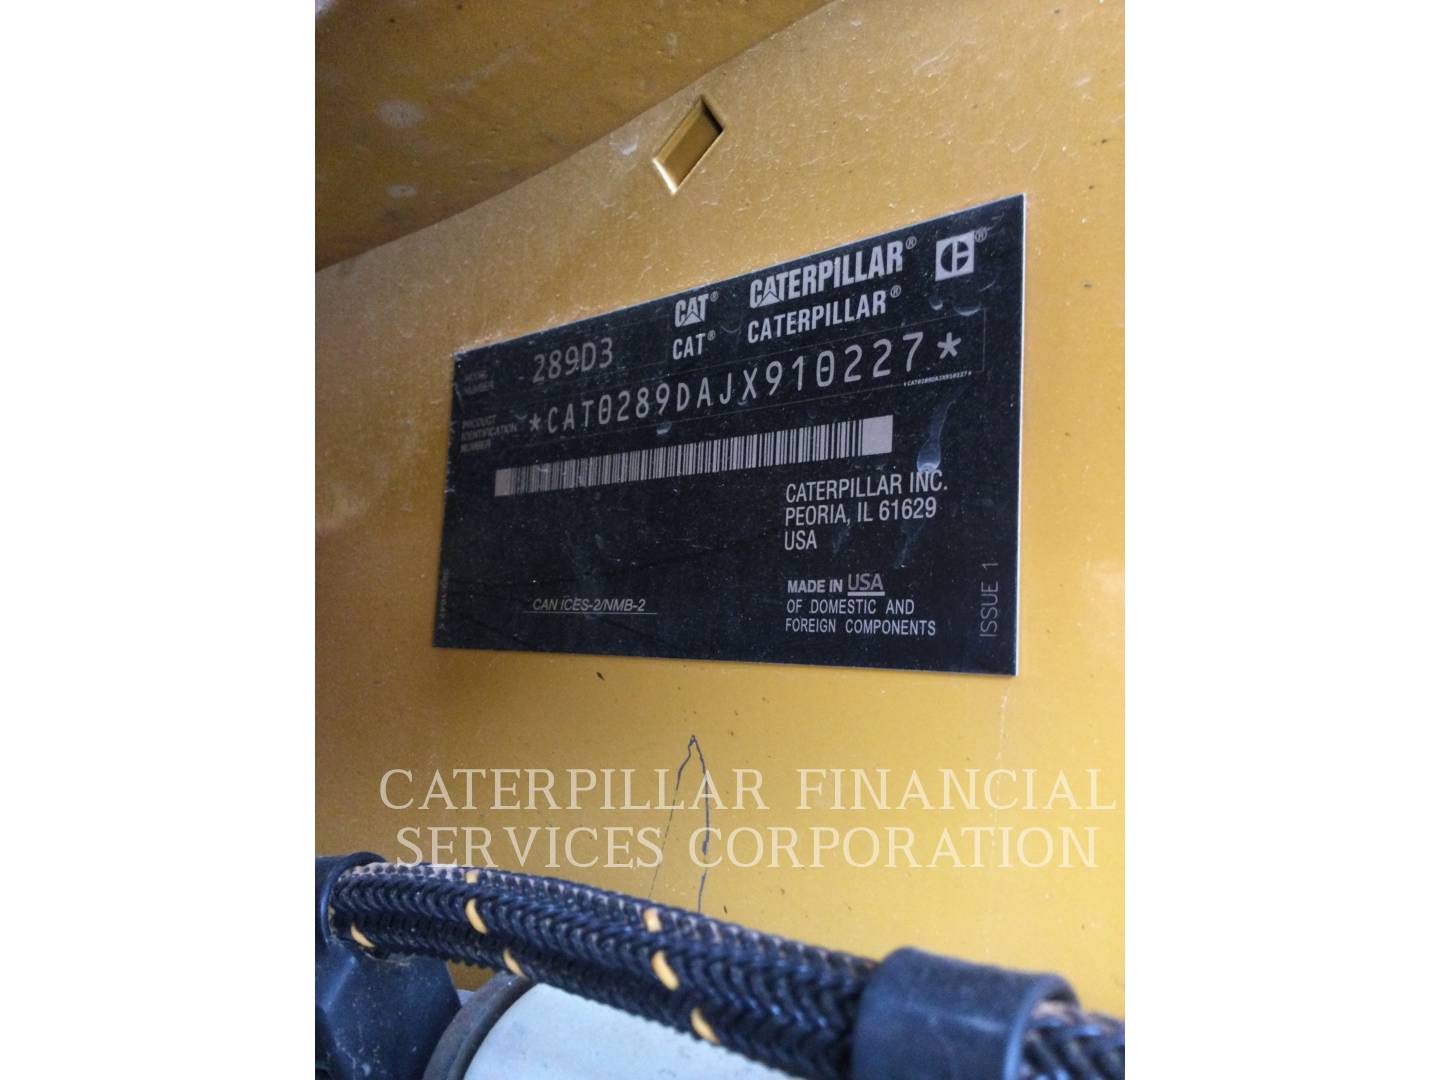 CAT® CATERPILLAR® ®
CAT® CATERPILLAR®
NUMBER 289D3
PRODUCT
IDENTIFICATION
NUMBER
*CAT0289DAJX910227*
*CAT0289DAJX910227*
CATERPILLAR INC.
PEORIA, IL 61629
USA
MADE IN USA
OF DOMESTIC AND
FOREIGN COMPONENTS
CAN ICES-2/NMB-2
ISSUE 1
CATERPILLAR FINANCIAL
SERVICES CORPORATION